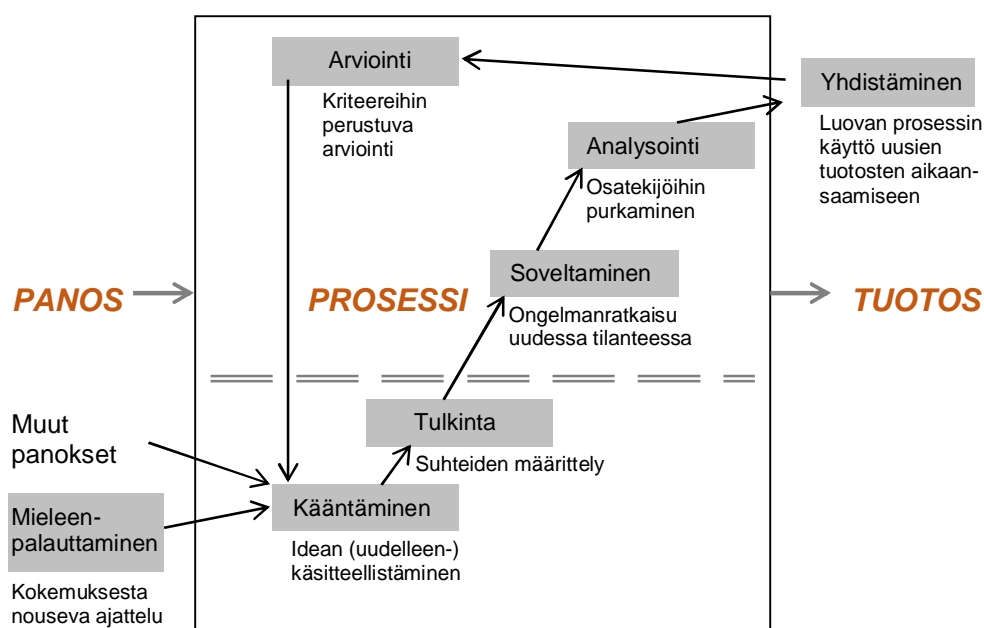 Arviointi
Kriteereihin
perustuva
arviointi
Yhdistäminen
Luovan prosessin
käyttö uusien
tuotosten aikaan-
saamiseen
Analysointi
Osatekijöihin
purkaminen
Soveltaminen
Ongelmanratkaisu
uudessa tilanteessa
PANOS
PROSESSI
TUOTOS
Muut
panokset
Tulkinta
Suhteiden määrittely
Mieleen-
palauttaminen
Kokemuksesta
nouseva ajattelu
Kääntäminen
Idean (uudelleen-)
käsitteellistäminen